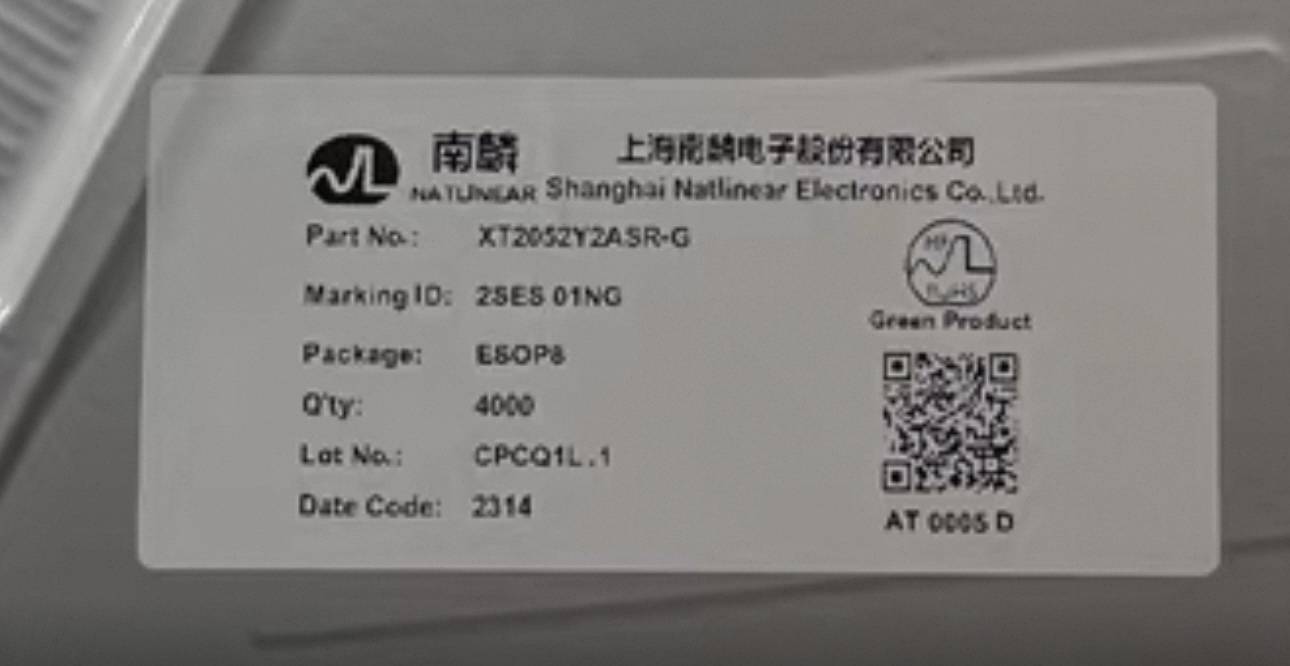 南麟 上海南麟电子股份有限公司
NATLINEAR Shanghai Natlinear Electronics Co.,Ltd.
Part No.: XT2052Y2ASR-G
Marking ID: 2SES 01NG
HF
RoHS
Green Product
Package: ESOP8
Q'ty: 4000
Lot No.: CPCQ1L.1
Date Code: 2314
AT 0005 D